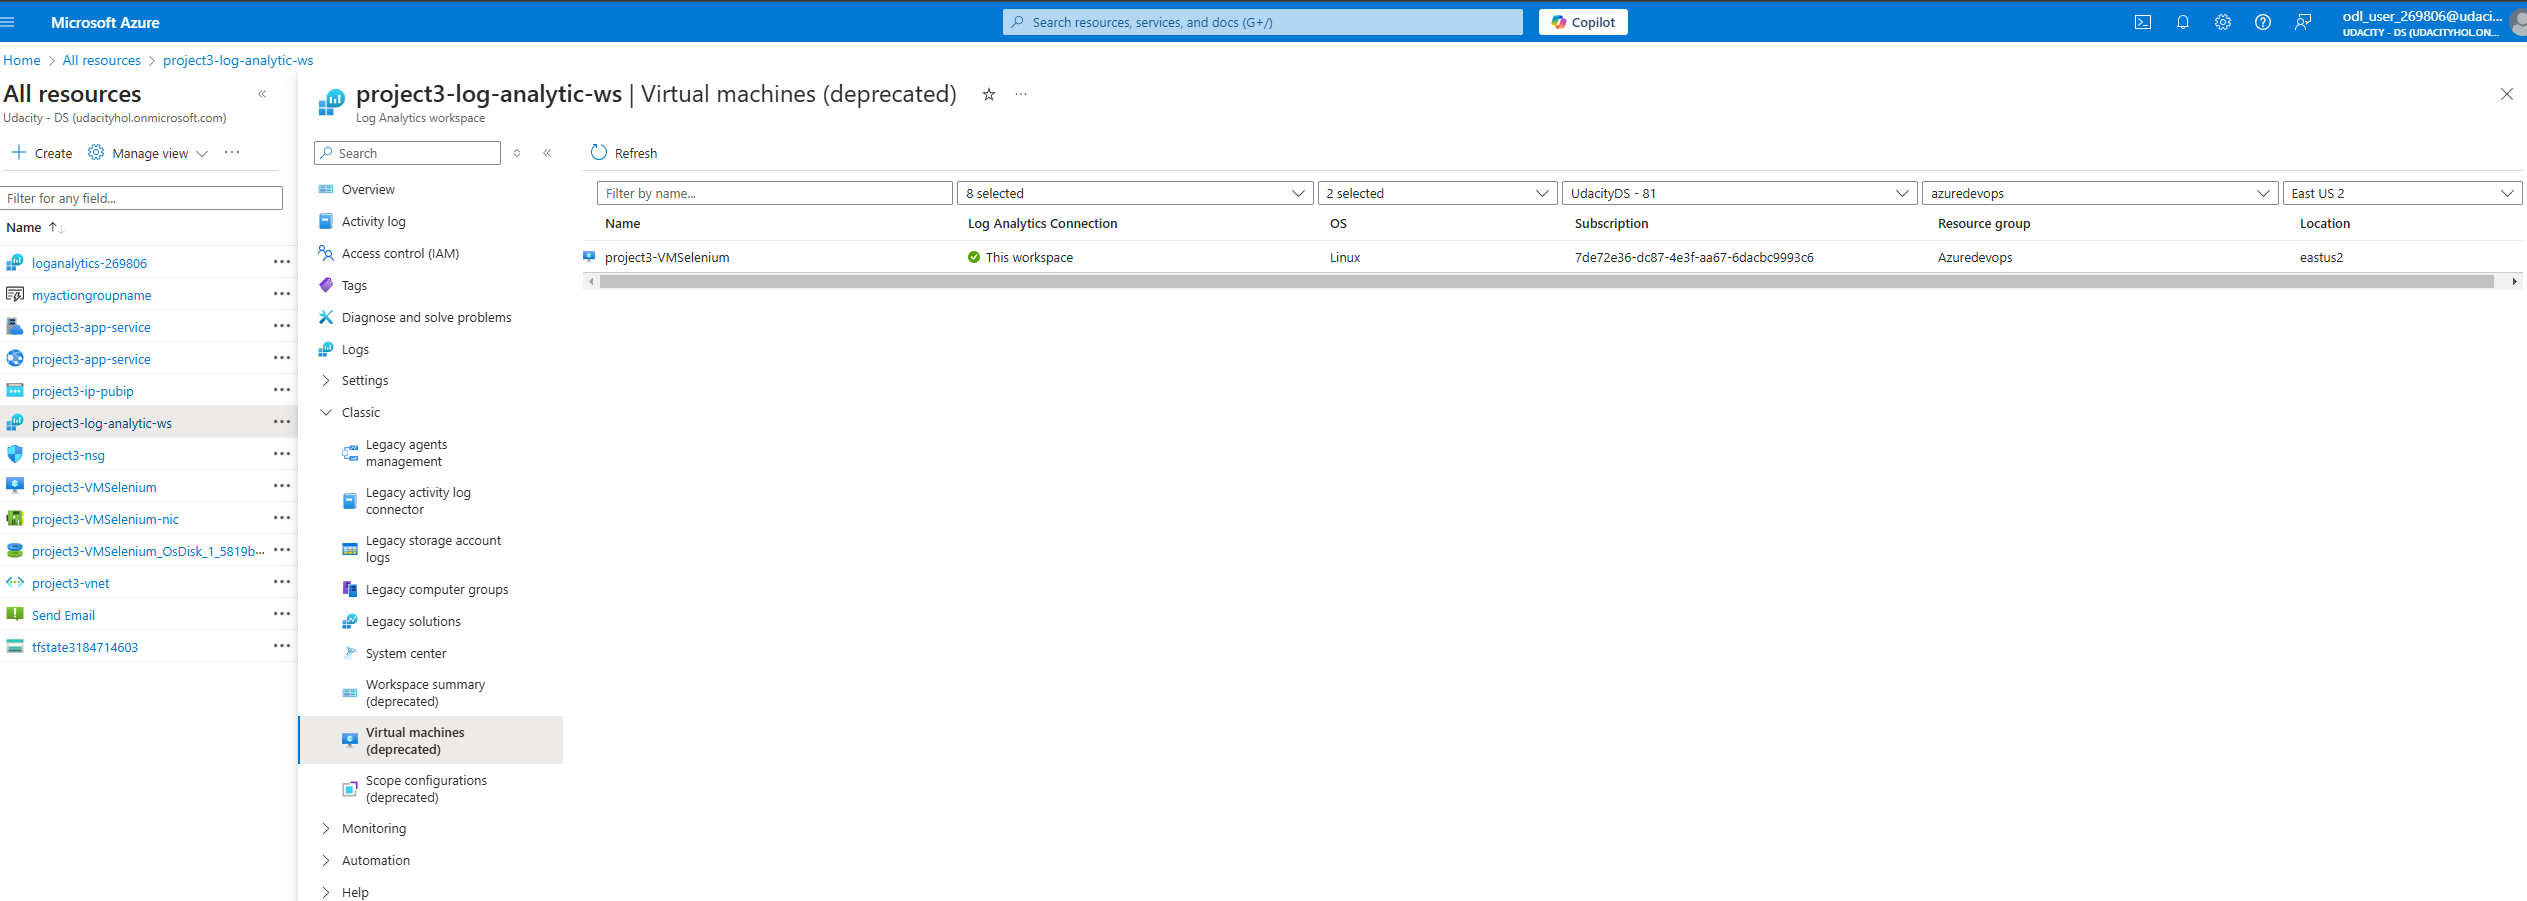 Microsoft Azure
Search resources, services, and docs (G+/)
Copilot
odl_user_269806@udaci...
UDACITY - DS (UDACITYHOL.ON...
Home > All resources > project3-log-analytic-ws
All resources
Udacity - DS (udacityhol.onmicrosoft.com)
Create
Manage view
Filter for any field...
Name
loganalytics-269806
myactiongroupname
project3-app-service
project3-app-service
project3-ip-pubip
project3-log-analytic-ws
project3-nsg
project3-VMSelenium
project3-VMSelenium-nic
project3-VMSelenium_OsDisk_1_5819b...
project3-vnet
Send Email
tfstate3184714603
project3-log-analytic-ws | Virtual machines (deprecated)
Log Analytics workspace
Search
Overview
Activity log
Access control (IAM)
Tags
Diagnose and solve problems
Logs
Settings
Classic
Legacy agents
management
Legacy activity log
connector
Legacy storage account
logs
Legacy computer groups
Legacy solutions
System center
Workspace summary
(deprecated)
Virtual machines
(deprecated)
Scope configurations
(deprecated)
Monitoring
Automation
Help
Refresh
Filter by name... 8 selected 2 selected UdacityDS - 81 azuredevops East US 2
Name Log Analytics Connection OS Subscription Resource group Location
project3-VMSelenium This workspace Linux 7de72e36-dc87-4e3f-aa67-6dacbc9993c6 Azuredevops eastus2